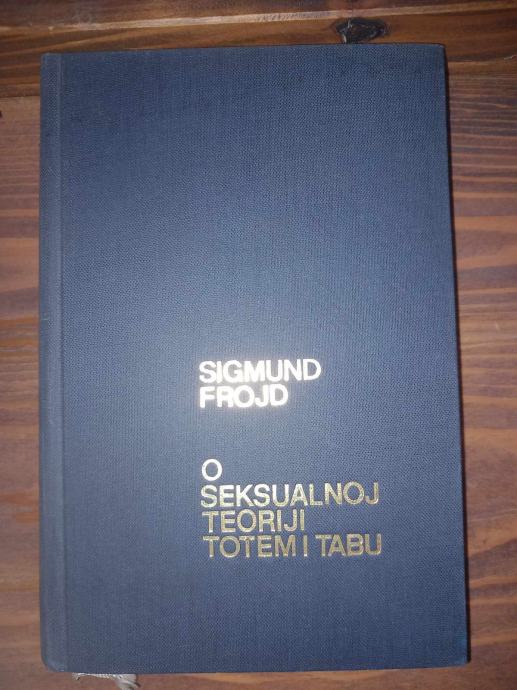 SIGMUND
FROJD
O
SEKSUALNOJ
TEORIJI
TOTEM I TABU